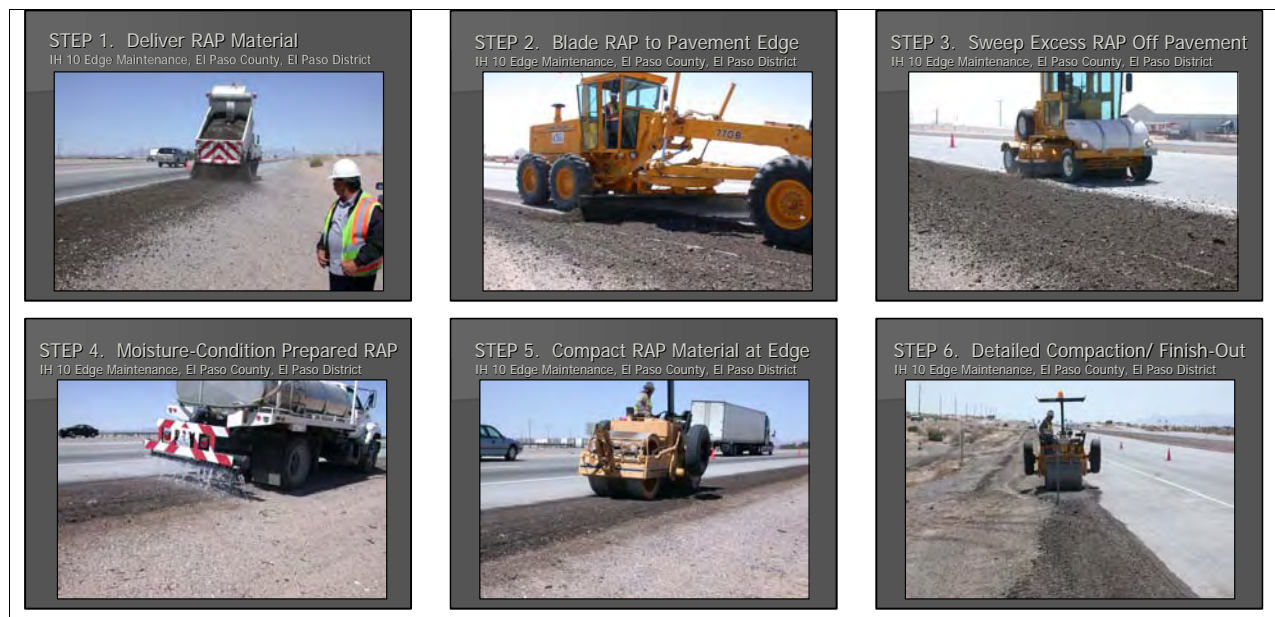 STEP 1. Deliver RAP Material
IH 10 Edge Maintenance, El Paso County, El Paso District
STEP 2. Blade RAP to Pavement Edge
IH 10 Edge Maintenance, El Paso County, El Paso District
770B
STEP 3. Sweep Excess RAP Off Pavement
IH 10 Edge Maintenance, El Paso County, El Paso District
STEP 4. Moisture-Condition Prepared RAP
IH 10 Edge Maintenance, El Paso County, El Paso District
STEP 5. Compact RAP Material at Edge
IH 10 Edge Maintenance, El Paso County, El Paso District
STEP 6. Detailed Compaction/ Finish-Out
IH 10 Edge Maintenance, El Paso County, El Paso District